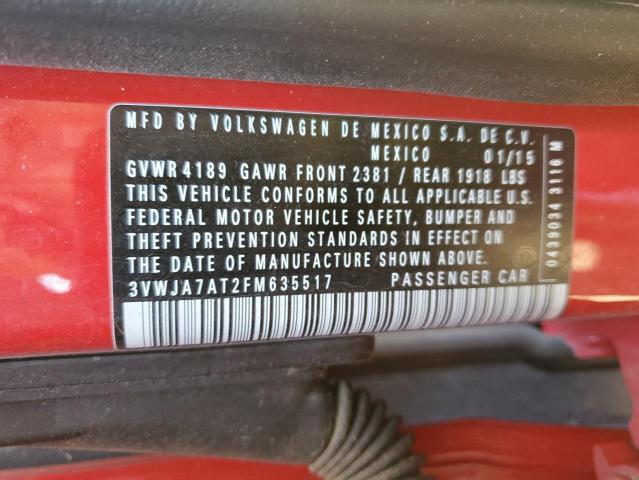 MFD BY VOLKSWAGEN DE MEXICO S.A. DE C.V.
MEXICO 01/15
GVWR 4189 GAWR FRONT 2381 / REAR 1918 LBS
THIS VEHICLE CONFORMS TO ALL APPLICABLE U.S.
FEDERAL MOTOR VEHICLE SAFETY, BUMPER AND
THEFT PREVENTION STANDARDS IN EFFECT ON
THE DATE OF MANUFACTURE SHOWN ABOVE.
3VWJA7AT2FM635517 PASSENGER CAR
0439034 3116 M